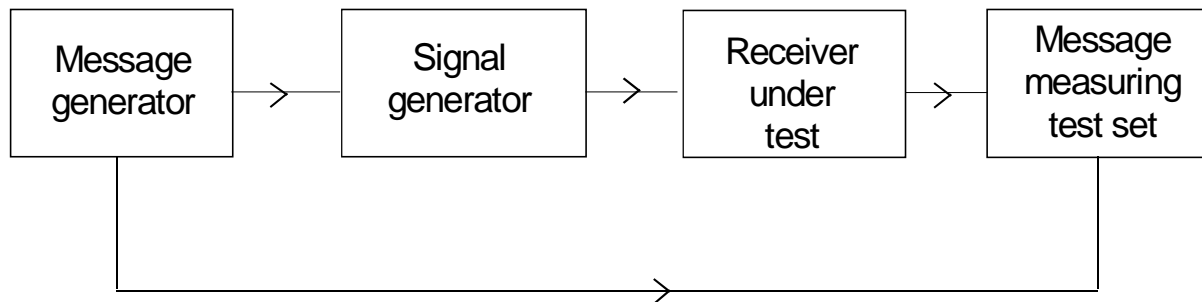 Message
generator
Signal
generator
Receiver
under
test
Message
measuring
test set